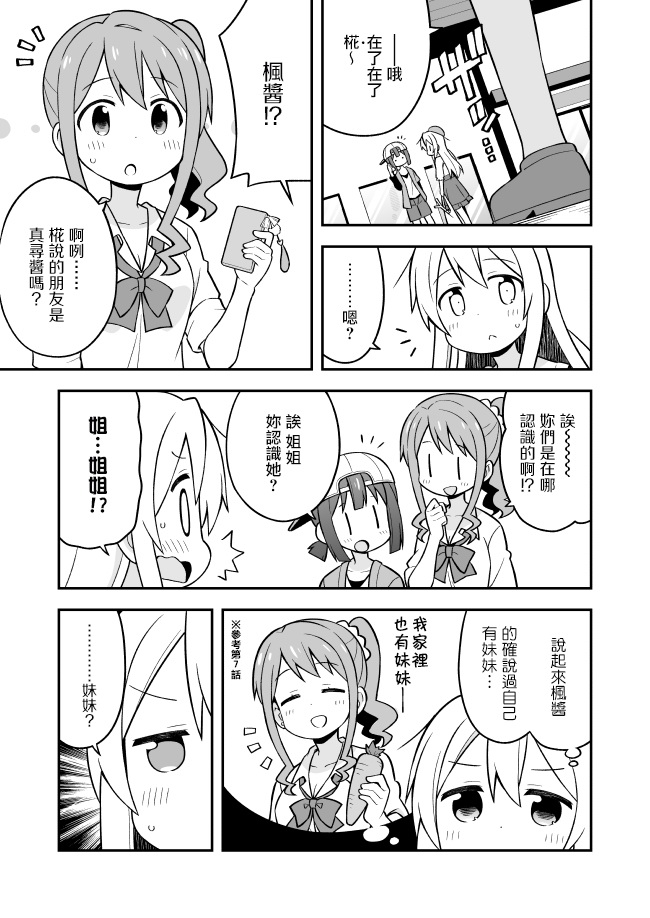 ——哦
在了在了
椛～
ザザッ
………嗯？
楓醬!?
啊咧……
椛說的朋友是
真尋醬嗎？
誒～～～～
妳們是在哪
認識的啊!?
誒 姐姐
妳認識她？
姐…姐姐!?
說起來楓醬
的確說過自己
有妹妹…
我家裡
也有妹妹—
※參考第7話
…………妹妹？